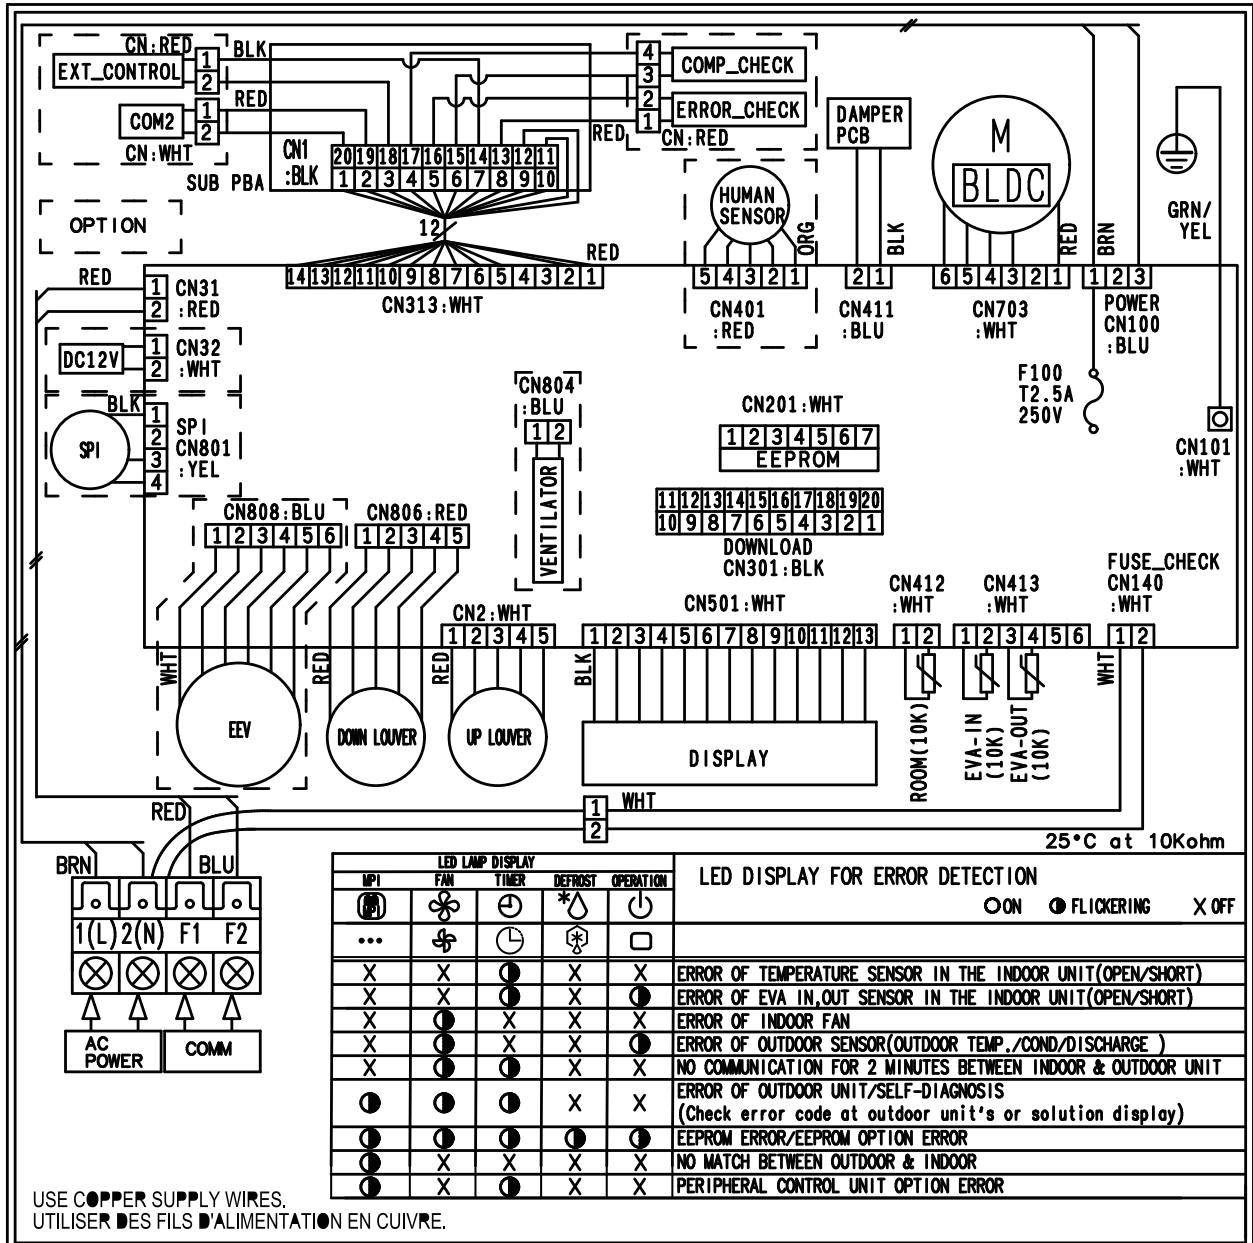 CN:RED
EXT_CONTROL
1
2
BLK
COM2
1
2
RED
CN:WHT
CN1
:BLK
SUB PBA
20 19 18 17 16 15 14 13 12 11
1 2 3 4 5 6 7 8 9 10
4
3
COMP_CHECK
2
1
ERROR_CHECK
RED
CN:RED
DAMPER
PCB
M
BLDC
GRN/
YEL
OPTION
12
HUMAN
SENSOR
ORG
BLK
RED
BRN
RED
RED
14 13 12 11 10 9 8 7 6 5 4 3 2 1
CN313:WHT
5 4 3 2 1
CN401
:RED
2 1
CN411
:BLU
6 5 4 3 2 1
CN703
:WHT
1 2 3
POWER
CN100
:BLU
1
2
CN31
:RED
DC12V
1
2
CN32
:WHT
BLK
SPI
1
2
3
4
SPI
CN801
:YEL
CN804
:BLU
1 2
VENTILATOR
CN201:WHT
1 2 3 4 5 6 7
EEPROM
F100
T2.5A
250V
CN101
:WHT
CN808:BLU
1 2 3 4 5 6
CN806:RED
1 2 3 4 5
11 12 13 14 15 16 17 18 19 20
10 9 8 7 6 5 4 3 2 1
DOWNLOAD
CN301:BLK
CN2:WHT
1 2 3 4 5
CN501:WHT
1 2 3 4 5 6 7 8 9 10 11 12 13
CN412
:WHT
1 2
CN413
:WHT
1 2 3 4 5 6
FUSE_CHECK
CN140
:WHT
1 2
WHT
RED
RED
BLK
WHT
EEV
DOWN LOUVER
UP LOUVER
DISPLAY
ROOM(10K)
EVA-IN
(10K)
EVA-OUT
(10K)
RED
1
2
WHT
25°C at 10Kohm
BRN
BLU
1(L) 2(N) F1 F2
AC
POWER
COMM
LED LAMP DISPLAY
MPI FAN TIMER DEFROST OPERATION
LED DISPLAY FOR ERROR DETECTION
ON FLICKERING X OFF
MPI
X X X X ERROR OF TEMPERATURE SENSOR IN THE INDOOR UNIT(OPEN/SHORT)
X X X ERROR OF EVA IN,OUT SENSOR IN THE INDOOR UNIT(OPEN/SHORT)
X X X X ERROR OF INDOOR FAN
X X X ERROR OF OUTDOOR SENSOR(OUTDOOR TEMP./COND/DISCHARGE )
X X X NO COMMUNICATION FOR 2 MINUTES BETWEEN INDOOR & OUTDOOR UNIT
X X ERROR OF OUTDOOR UNIT/SELF-DIAGNOSIS
(Check error code at outdoor unit's or solution display)
EEPROM ERROR/EEPROM OPTION ERROR
X X X X NO MATCH BETWEEN OUTDOOR & INDOOR
X X X PERIPHERAL CONTROL UNIT OPTION ERROR
USE COPPER SUPPLY WIRES.
UTILISER DES FILS D'ALIMENTATION EN CUIVRE.